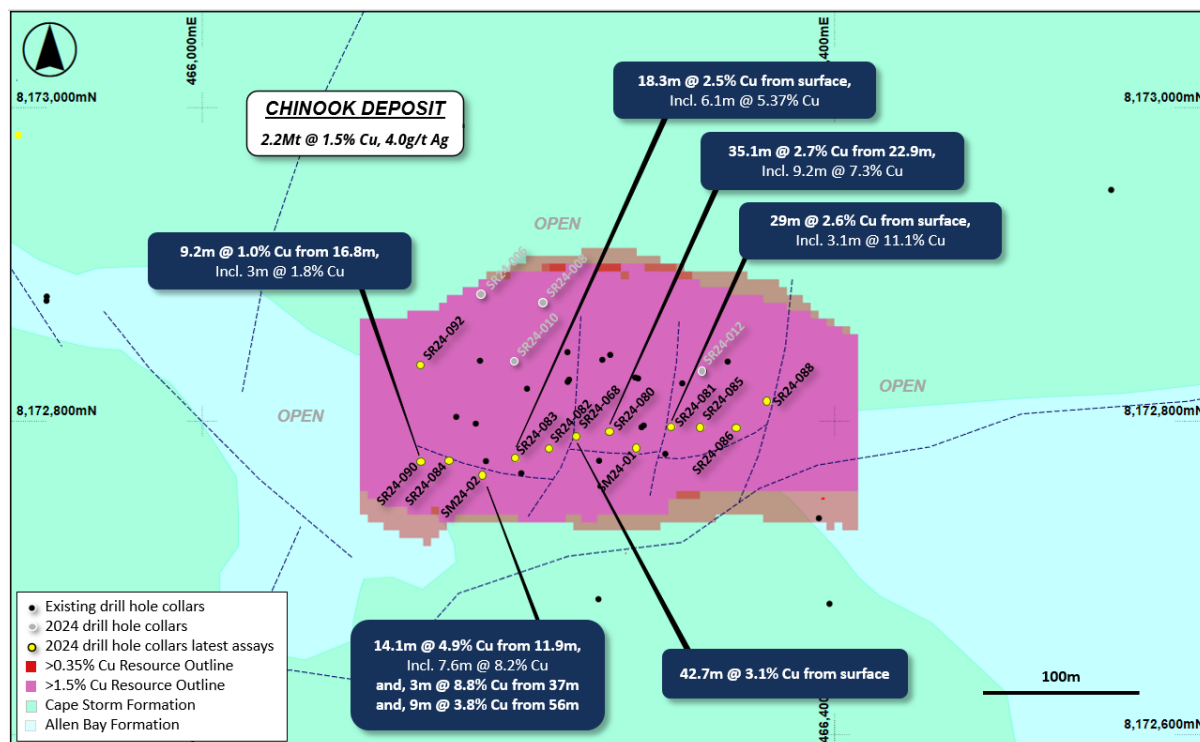 466,000mE
466,400mE
8,173,000mN
8,173,000mN
CHINOOK DEPOSIT
2.2Mt @ 1.5% Cu, 4.0g/t Ag
18.3m @ 2.5% Cu from surface,
Incl. 6.1m @ 5.37% Cu
35.1m @ 2.7% Cu from 22.9m,
Incl. 9.2m @ 7.3% Cu
29m @ 2.6% Cu from surface,
Incl. 3.1m @ 11.1% Cu
9.2m @ 1.0% Cu from 16.8m,
Incl. 3m @ 1.8% Cu
OPEN
SR24-006
SR24-008
SR24-010
SR24-012
SR24-092
OPEN
OPEN
8,172,800mN
8,172,800mN
SR24-090
SR24-084
SM24-02
SR24-083
SR24-082
SR24-068
SR24-080
SM24-01
SR24-081
SR24-085
SR24-086
SR24-088
14.1m @ 4.9% Cu from 11.9m,
Incl. 7.6m @ 8.2% Cu
and, 3m @ 8.8% Cu from 37m
and, 9m @ 3.8% Cu from 56m
42.7m @ 3.1% Cu from surface
Existing drill hole collars
2024 drill hole collars
2024 drill hole collars latest assays
>0.35% Cu Resource Outline
>1.5% Cu Resource Outline
Cape Storm Formation
Allen Bay Formation
100m
466,400mE
8,172,600mN